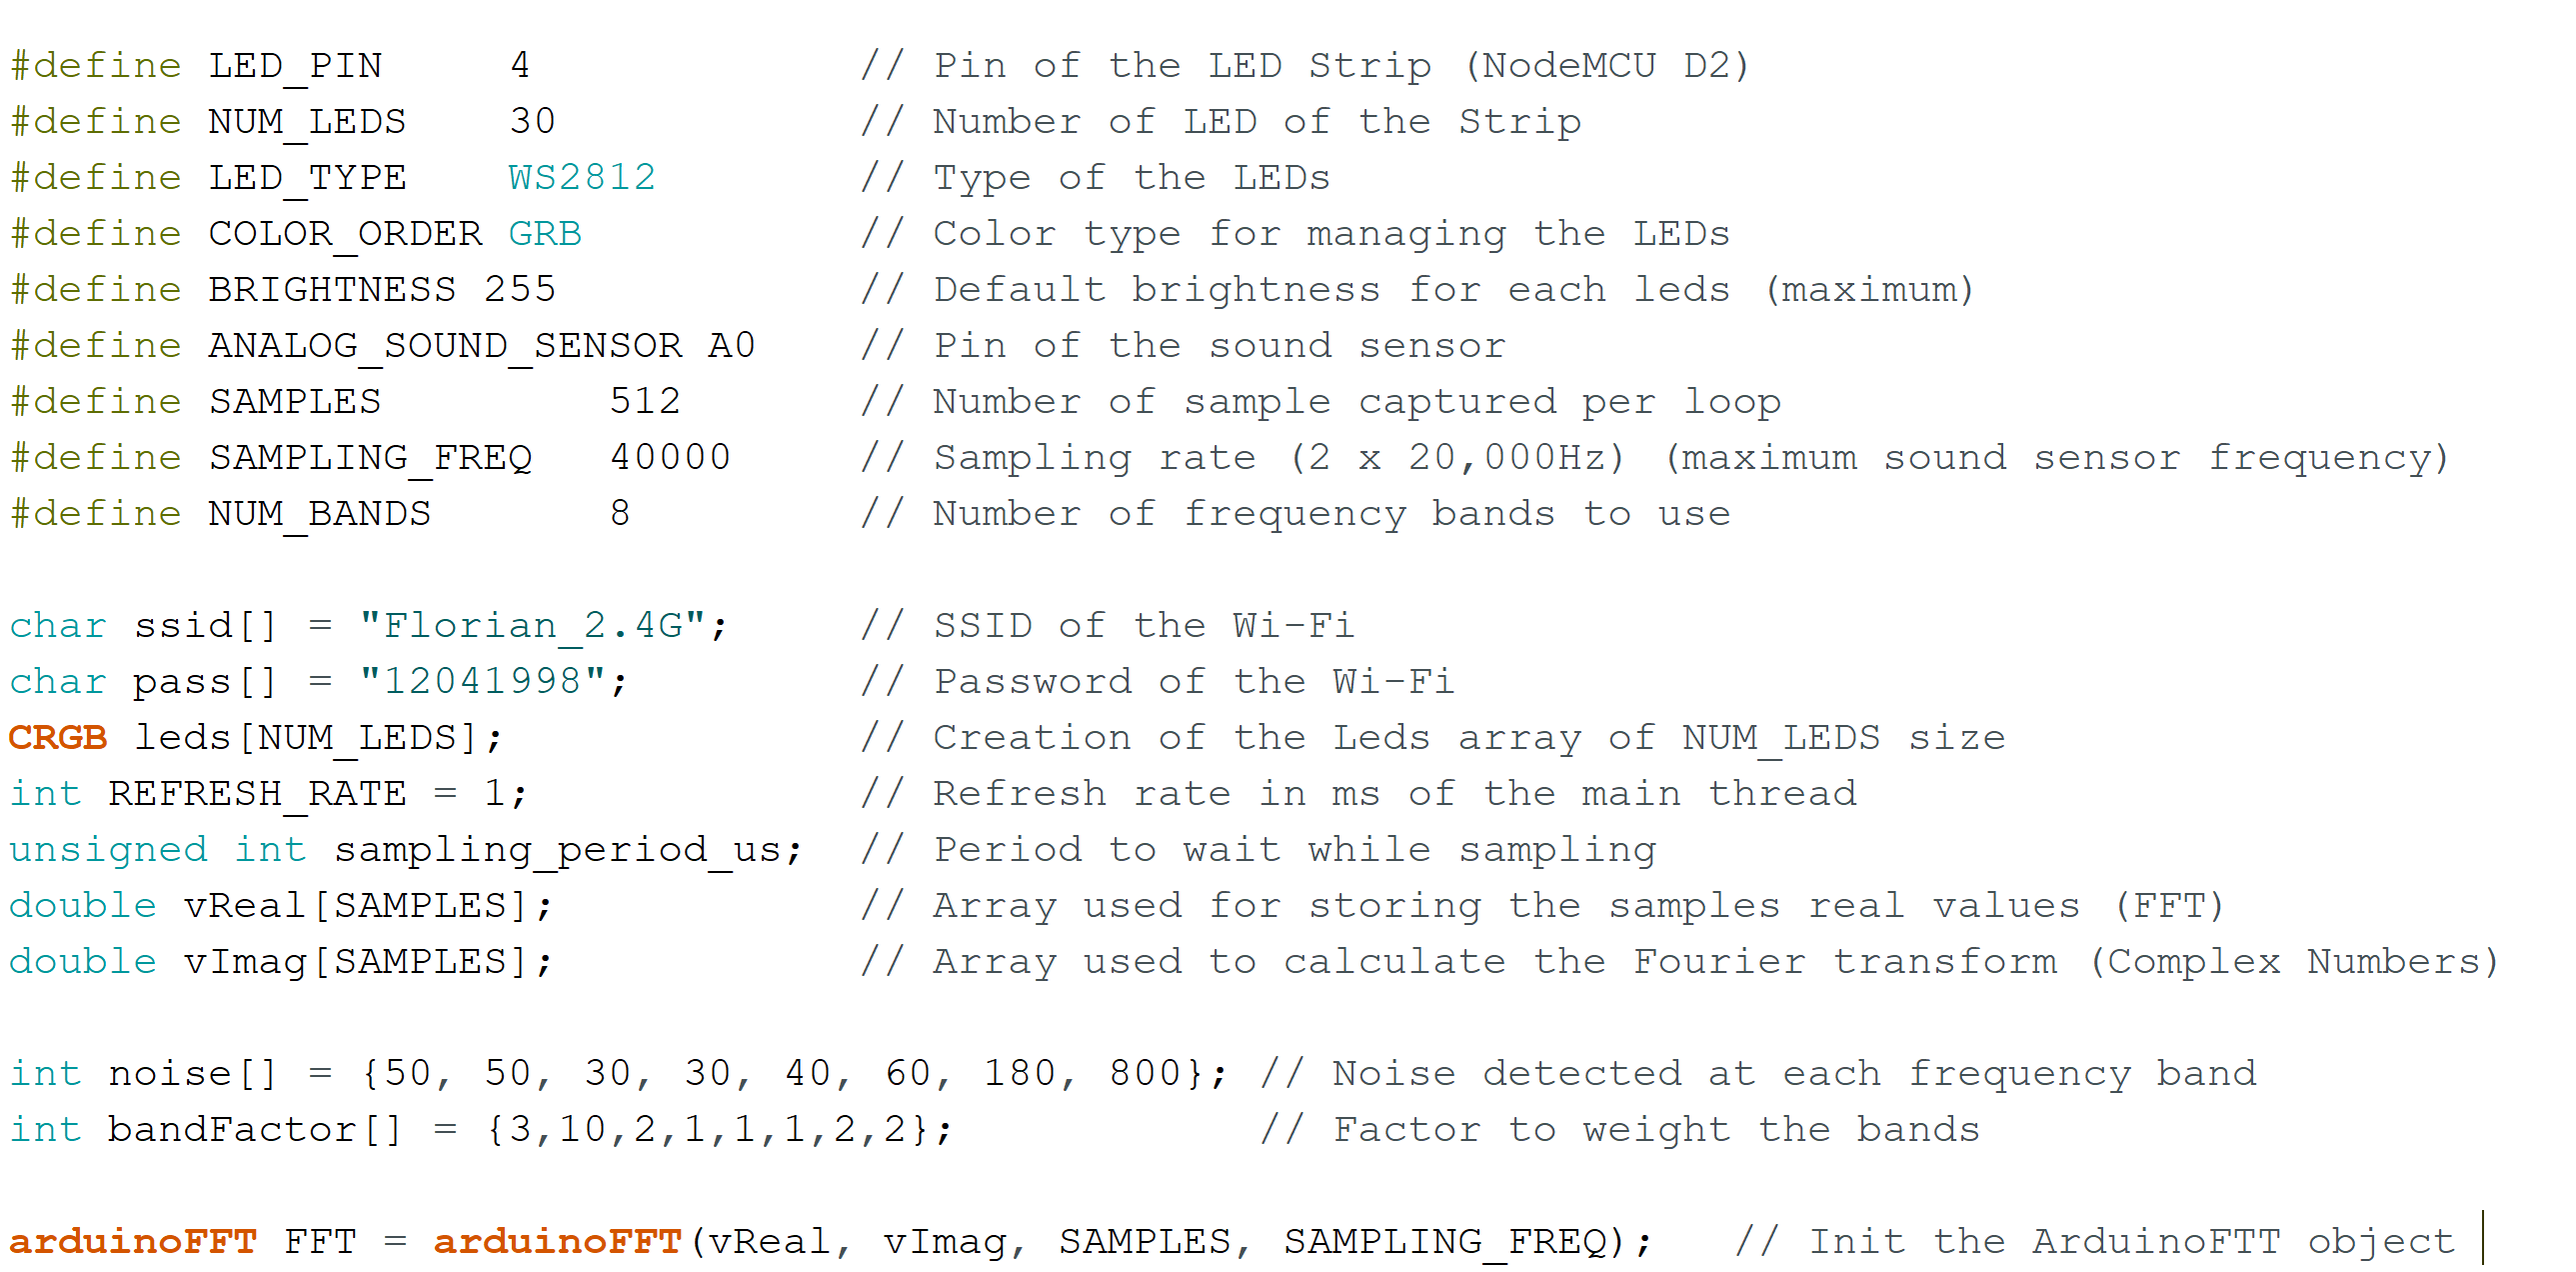 #define LED_PIN     4             // Pin of the LED Strip (NodeMCU D2)
#define NUM_LEDS    30            // Number of LED of the Strip
#define LED_TYPE    WS2812        // Type of the LEDs
#define COLOR_ORDER GRB           // Color type for managing the LEDs
#define BRIGHTNESS 255            // Default brightness for each leds (maximum)
#define ANALOG_SOUND_SENSOR A0    // Pin of the sound sensor
#define SAMPLES         512       // Number of sample captured per loop
#define SAMPLING_FREQ   40000     // Sampling rate (2 x 20,000Hz) (maximum sound sensor frequency)
#define NUM_BANDS       8         // Number of frequency bands to use
char ssid[] = "Florian_2.4G";     // SSID of the Wi-Fi
char pass[] = "12041998";         // Password of the Wi-Fi
CRGB leds[NUM_LEDS];              // Creation of the Leds array of NUM_LEDS size
int REFRESH_RATE = 1;             // Refresh rate in ms of the main thread
unsigned int sampling_period_us;  // Period to wait while sampling
double vReal[SAMPLES];            // Array used for storing the samples real values (FFT)
double vImag[SAMPLES];            // Array used to calculate the Fourier transform (Complex Numbers)
int noise[] = {50, 50, 30, 30, 40, 60, 180, 800}; // Noise detected at each frequency band
int bandFactor[] = {3,10,2,1,1,1,2,2};            // Factor to weight the bands
arduinoFFT FFT = arduinoFFT(vReal, vImag, SAMPLES, SAMPLING_FREQ);   // Init the ArduinoFTT object